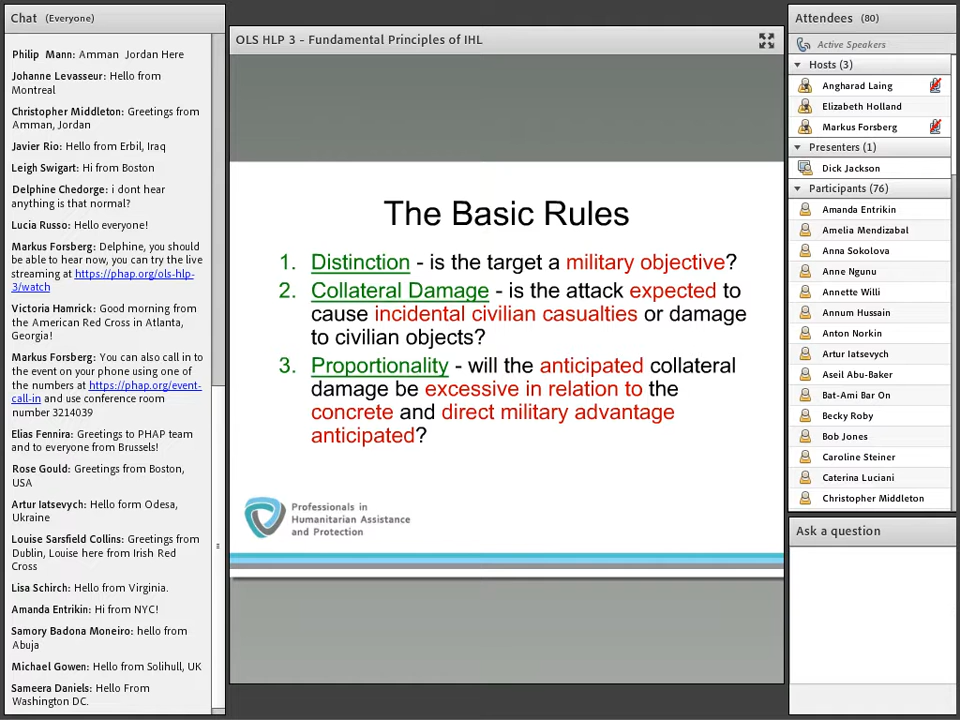 Chat (Everyone)
Philip Mann: Amman Jordan Here
Johanne Levasseur: Hello from
Montreal
Christopher Middleton: Greetings from
Amman, Jordan
Javier Rio: Hello from Erbil, Iraq
Leigh Swigart: Hi from Boston
Delphine Chedorge: i dont hear
anything is that normal?
Lucia Russo: Hello everyone!
Markus Forsberg: Delphine, you should
be able to hear now, you can try the live
streaming at https://phap.org/ols-hlp-
3/watch
Victoria Hamrick: Good morning from
the American Red Cross in Atlanta,
Georgia!
Markus Forsberg: You can also call in to
the event on your phone using one of
the numbers at https://phap.org/event-
call-in and use conference room
number 3214039
Elias Fennira: Greetings to PHAP team
and to everyone from Brussels!
Rose Gould: Greetings from Boston,
USA
Artur Iatsevych: Hello form Odesa,
Ukraine
Louise Sarsfield Collins: Greetings from
Dublin, Louise here from Irish Red
Cross
Lisa Schirch: Hello from Virginia.
Amanda Entrikin: Hi from NYC!
Samory Badona Moneiro: hello from
Abuja
Michael Gowen: Hello from Solihull, UK
Sameera Daniels: Hello From
Washington DC.
OLS HLP 3 - Fundamental Principles of IHL
The Basic Rules
1. Distinction - is the target a military objective?
2. Collateral Damage - is the attack expected to
cause incidental civilian casualties or damage
to civilian objects?
3. Proportionality - will the anticipated collateral
damage be excessive in relation to the
concrete and direct military advantage
anticipated?
Professionals in
Humanitarian Assistance
and Protection
Attendees (80)
Active Speakers
Hosts (3)
Angharad Laing
Elizabeth Holland
Markus Forsberg
Presenters (1)
Dick Jackson
Participants (76)
Amanda Entrikin
Amelia Mendizabal
Anna Sokolova
Anne Ngunu
Annette Willi
Annum Hussain
Anton Norkin
Artur Iatsevych
Aseil Abu-Baker
Bat-Ami Bar On
Becky Roby
Bob Jones
Caroline Steiner
Caterina Luciani
Christopher Middleton
Ask a question